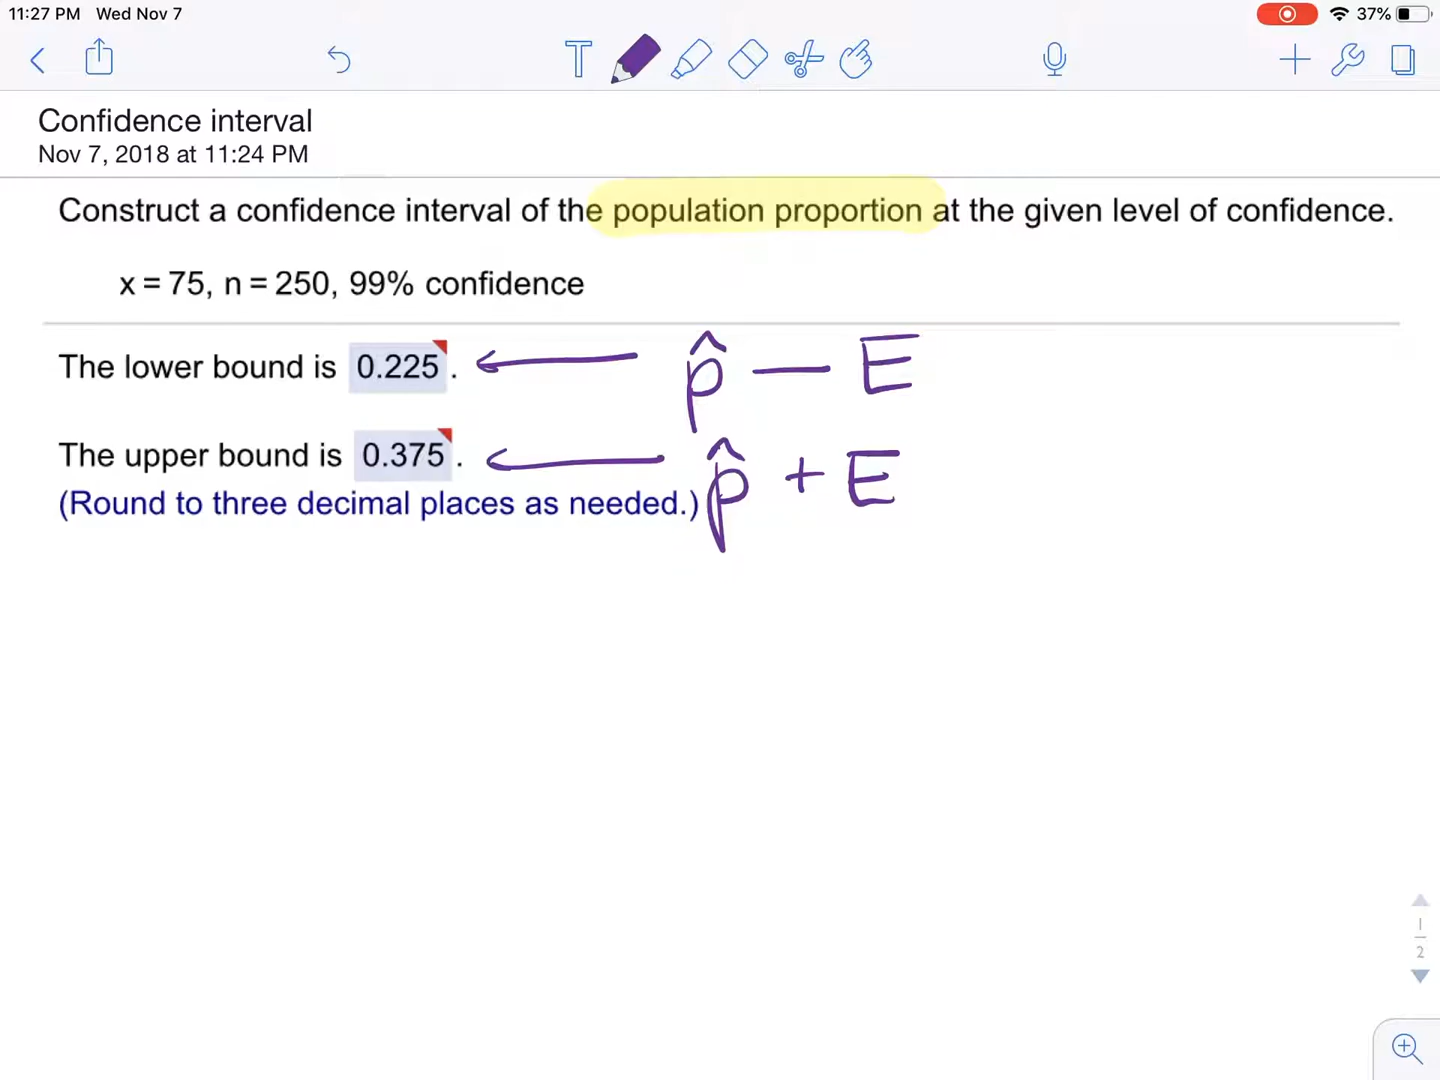 11:27 PM Wed Nov 7
37%
T
Confidence interval
Nov 7, 2018 at 11:24 PM
Construct a confidence interval of the population proportion at the given level of confidence.
x = 75, n = 250, 99% confidence
The lower bound is 0.225. ← p̂ — E
The upper bound is 0.375. ← p̂ + E
(Round to three decimal places as needed.)
1
2